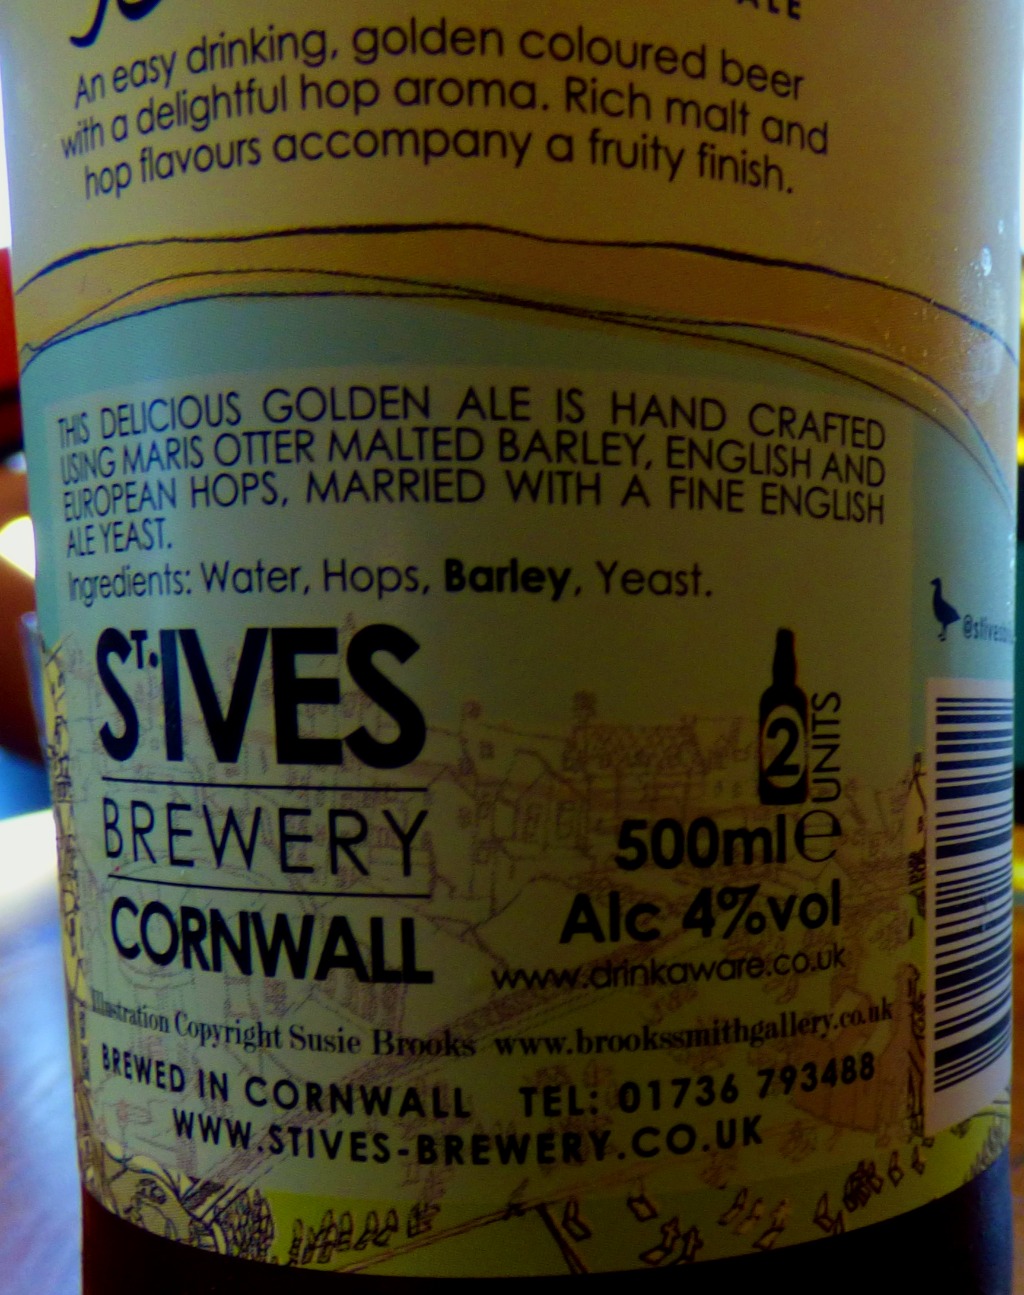 ALE
An easy drinking, golden coloured beer
with a delightful hop aroma. Rich malt and
hop flavours accompany a fruity finish.
THIS DELICIOUS GOLDEN ALE IS HAND CRAFTED
USING MARIS OTTER MALTED BARLEY, ENGLISH AND
EUROPEAN HOPS, MARRIED WITH A FINE ENGLISH
ALE YEAST.
Ingredients: Water, Hops, Barley, Yeast.
ST.IVES
BREWERY
CORNWALL
2 UNITS
500ml e
Alc 4%vol
www.drinkaware.co.uk
Illustration Copyright Susie Brooks www.brookssmithgallery.co.uk
BREWED IN CORNWALL TEL: 01736 793488
WWW.STIVES-BREWERY.CO.UK